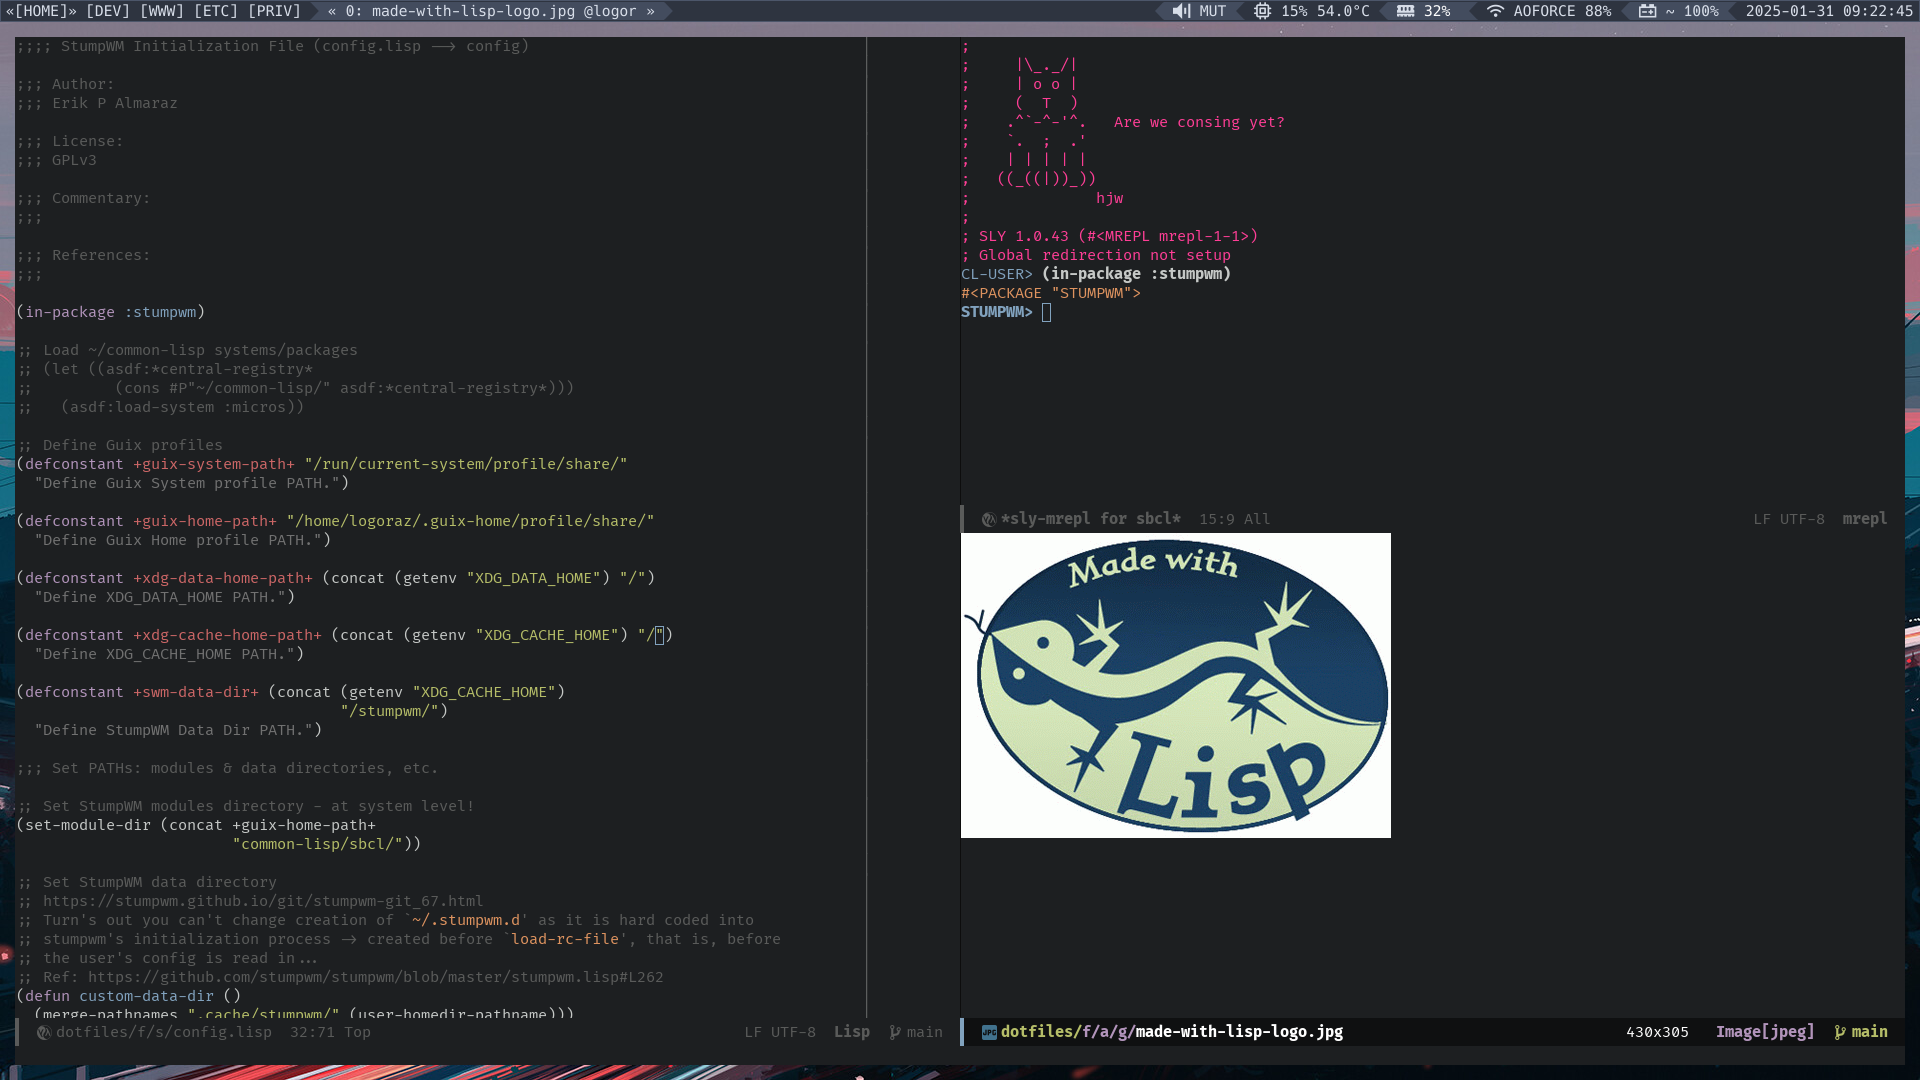 «[HOME]» [DEV] [WWW] [ETC] [PRIV] « 0: made-with-lisp-logo.jpg @logor » MUT 15% 54.0°C 32% AOFORCE 88% ~ 100% 2025-01-31 09:22:45
;;;; StumpWM Initialization File (config.lisp --> config)
;;; Author:
;;; Erik P Almaraz
;;; License:
;;; GPLv3
;;; Commentary:
;;;
;;; References:
;;;
(in-package :stumpwm)
;; Load ~/common-lisp systems/packages
;; (let ((asdf:*central-registry*
;;         (cons #P"~/common-lisp/" asdf:*central-registry*)))
;;   (asdf:load-system :micros))
;; Define Guix profiles
(defconstant +guix-system-path+ "/run/current-system/profile/share/"
  "Define Guix System profile PATH.")
(defconstant +guix-home-path+ "/home/logoraz/.guix-home/profile/share/"
  "Define Guix Home profile PATH.")
(defconstant +xdg-data-home-path+ (concat (getenv "XDG_DATA_HOME") "/")
  "Define XDG_DATA_HOME PATH.")
(defconstant +xdg-cache-home-path+ (concat (getenv "XDG_CACHE_HOME") "/")
  "Define XDG_CACHE_HOME PATH.")
(defconstant +swm-data-dir+ (concat (getenv "XDG_CACHE_HOME")
                                    "/stumpwm/")
  "Define StumpWM Data Dir PATH.")
;;; Set PATHs: modules & data directories, etc.
;; Set StumpWM modules directory - at system level!
(set-module-dir (concat +guix-home-path+
                        "common-lisp/sbcl/"))
;; Set StumpWM data directory
;; https://stumpwm.github.io/git/stumpwm-git_67.html
;; Turn's out you can't change creation of `~/.stumpwm.d' as it is hard coded into
;; stumpwm's initialization process -> created before `load-rc-file', that is, before
;; the user's config is read in...
;; Ref: https://github.com/stumpwm/stumpwm/blob/master/stumpwm.lisp#L262
(defun custom-data-dir ()
  (merge-pathnames ".cache/stumpwm/" (user-homedir-pathname)))
dotfiles/f/s/config.lisp 32:71 Top LF UTF-8 Lisp main
;
;     |\_._/|
;     | o o |
;     (  T  )
;    .^`-^-'^.   Are we consing yet?
;    `.  ;  .'
;    | | | | |
;   ((_((|))_))
;              hjw
;
; SLY 1.0.43 (#<MREPL mrepl-1-1>)
; Global redirection not setup
CL-USER> (in-package :stumpwm)
#<PACKAGE "STUMPWM">
STUMPWM>
*sly-mrepl for sbcl* 15:9 All LF UTF-8 mrepl
Made with
Lisp
JPG dotfiles/f/a/g/made-with-lisp-logo.jpg 430x305 Image[jpeg] main